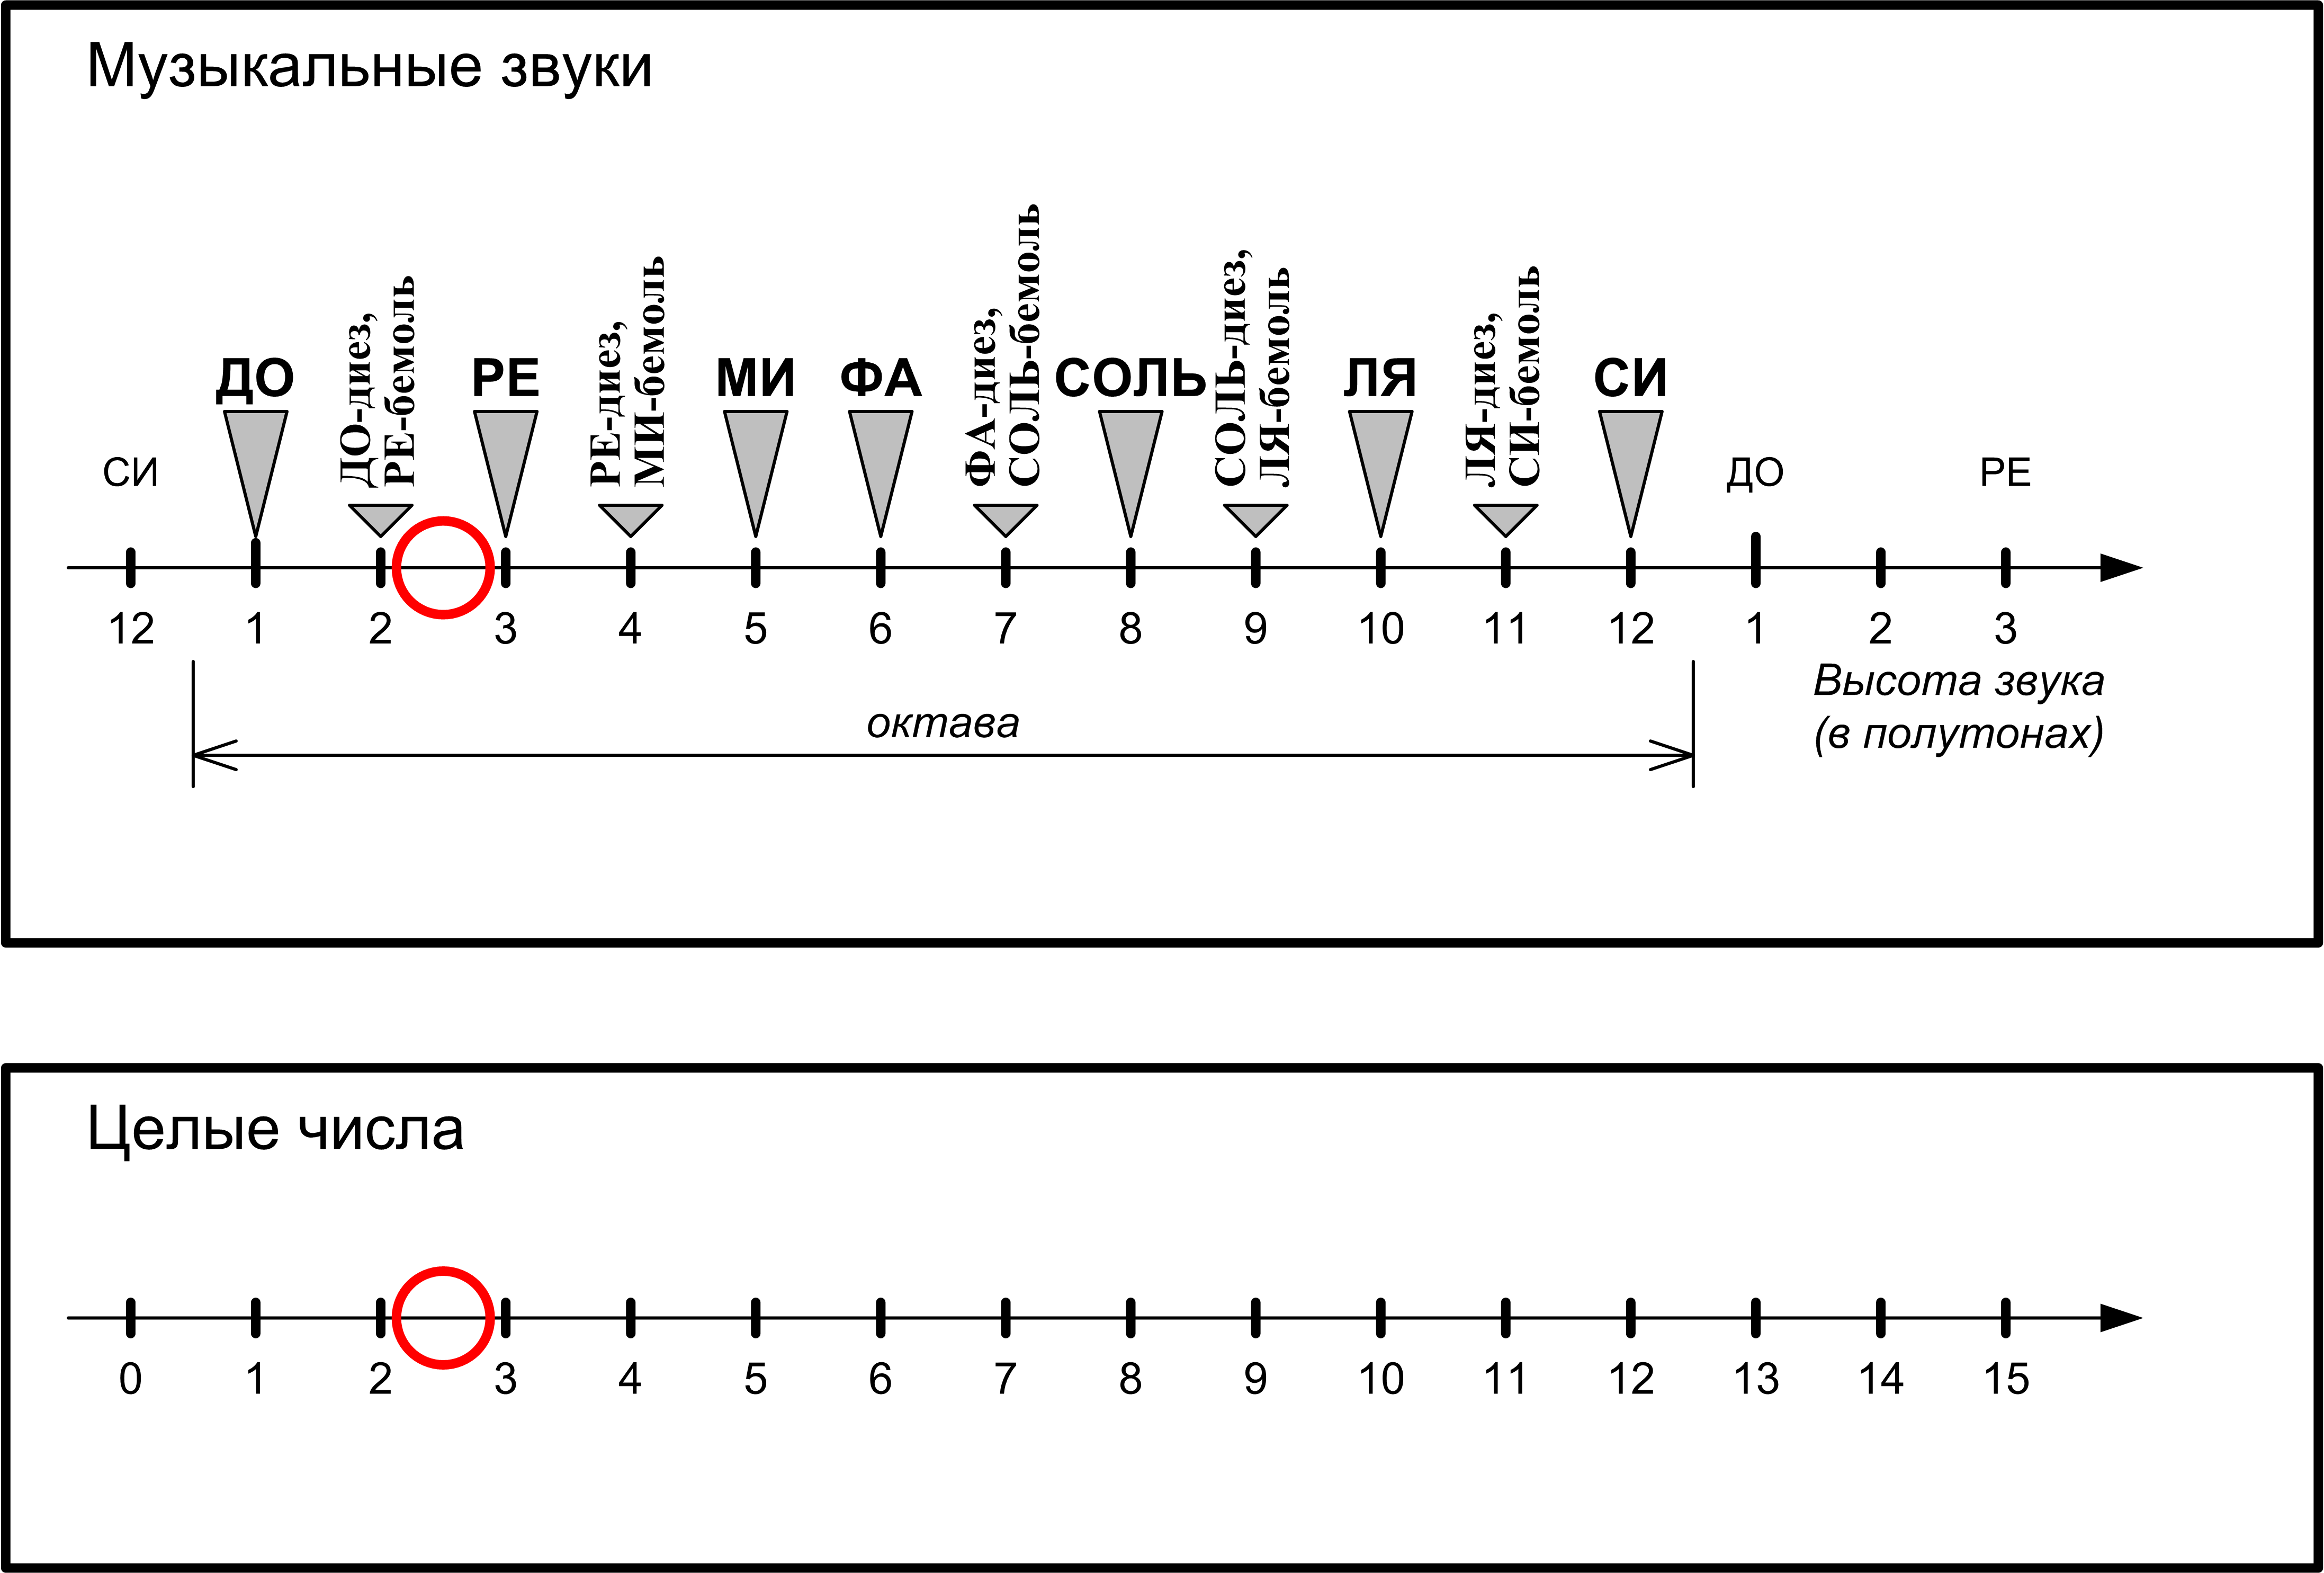 Музыкальные звуки
ДО-диез,
РЕ-бемоль
РЕ-диез,
МИ-бемоль
ФА-диез,
СОЛЬ-бемоль
СОЛЬ-диез,
ЛЯ-бемоль
ЛЯ-диез,
СИ-бемоль
ДО РЕ МИ ФА СОЛЬ ЛЯ СИ
СИ ДО РЕ
12 1 2 3 4 5 6 7 8 9 10 11 12 1 2 3
Высота звука
(в полутонах)
октава
Целые числа
0 1 2 3 4 5 6 7 8 9 10 11 12 13 14 15